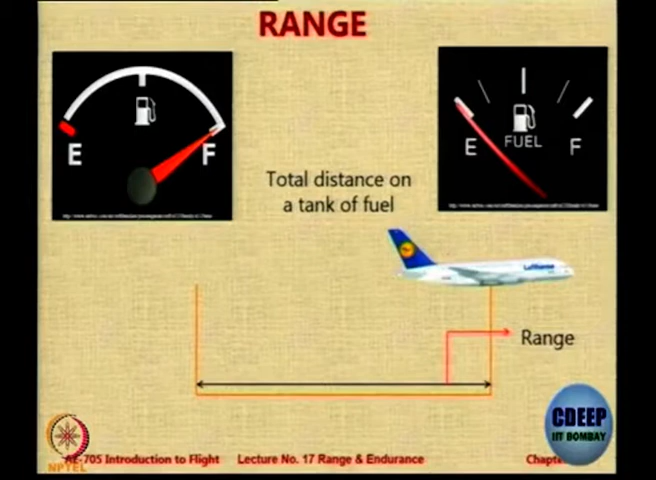 RANGE
E
F
E
FUEL
F
Total distance on
a tank of fuel
Lufthansa
Range
CDEEP
IIT BOMBAY
NPTEL
AE-705 Introduction to Flight
Lecture No. 17 Range & Endurance